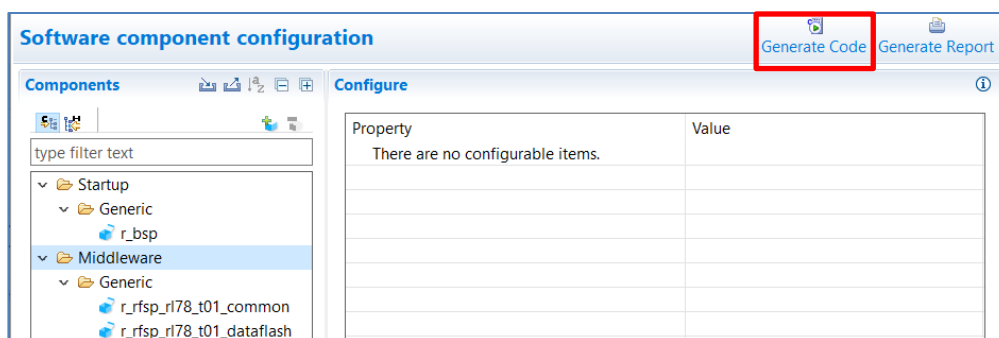 Software component configuration
Generate Code Generate Report
Components
Configure
type filter text
Property Value
There are no configurable items.
Startup
Generic
r_bsp
Middleware
Generic
r_rfsp_rl78_t01_common
r_rfsp_rl78_t01_dataflash